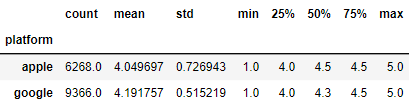 count mean std min 25% 50% 75% max
platform
apple 6268.0 4.049697 0.726943 1.0 4.0 4.5 4.5 5.0
google 9366.0 4.191757 0.515219 1.0 4.0 4.3 4.5 5.0